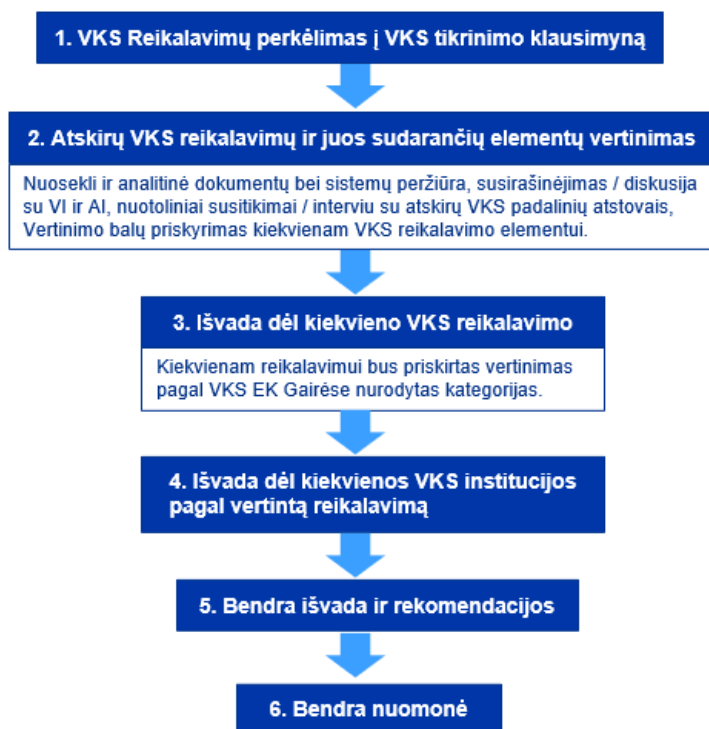 1. VKS Reikalavimų perkėlimas į VKS tikrinimo klausimyną
2. Atskirų VKS reikalavimų ir juos sudarančių elementų vertinimas
Nuosekli ir analitinė dokumentų bei sistemų peržiūra, susirašinėjimas / diskusija
su VI ir AI, nuotoliniai susitikimai / interviu su atskirų VKS padalinių atstovais,
Vertinimo balų priskyrimas kiekvienam VKS reikalavimo elementui.
3. Išvada dėl kiekvieno VKS reikalavimo
Kiekvienam reikalavimui bus priskirtas vertinimas
pagal VKS EK Gairėse nurodytas kategorijas.
4. Išvada dėl kiekvienos VKS institucijos
pagal vertintą reikalavimą
5. Bendra išvada ir rekomendacijos
6. Bendra nuomonė